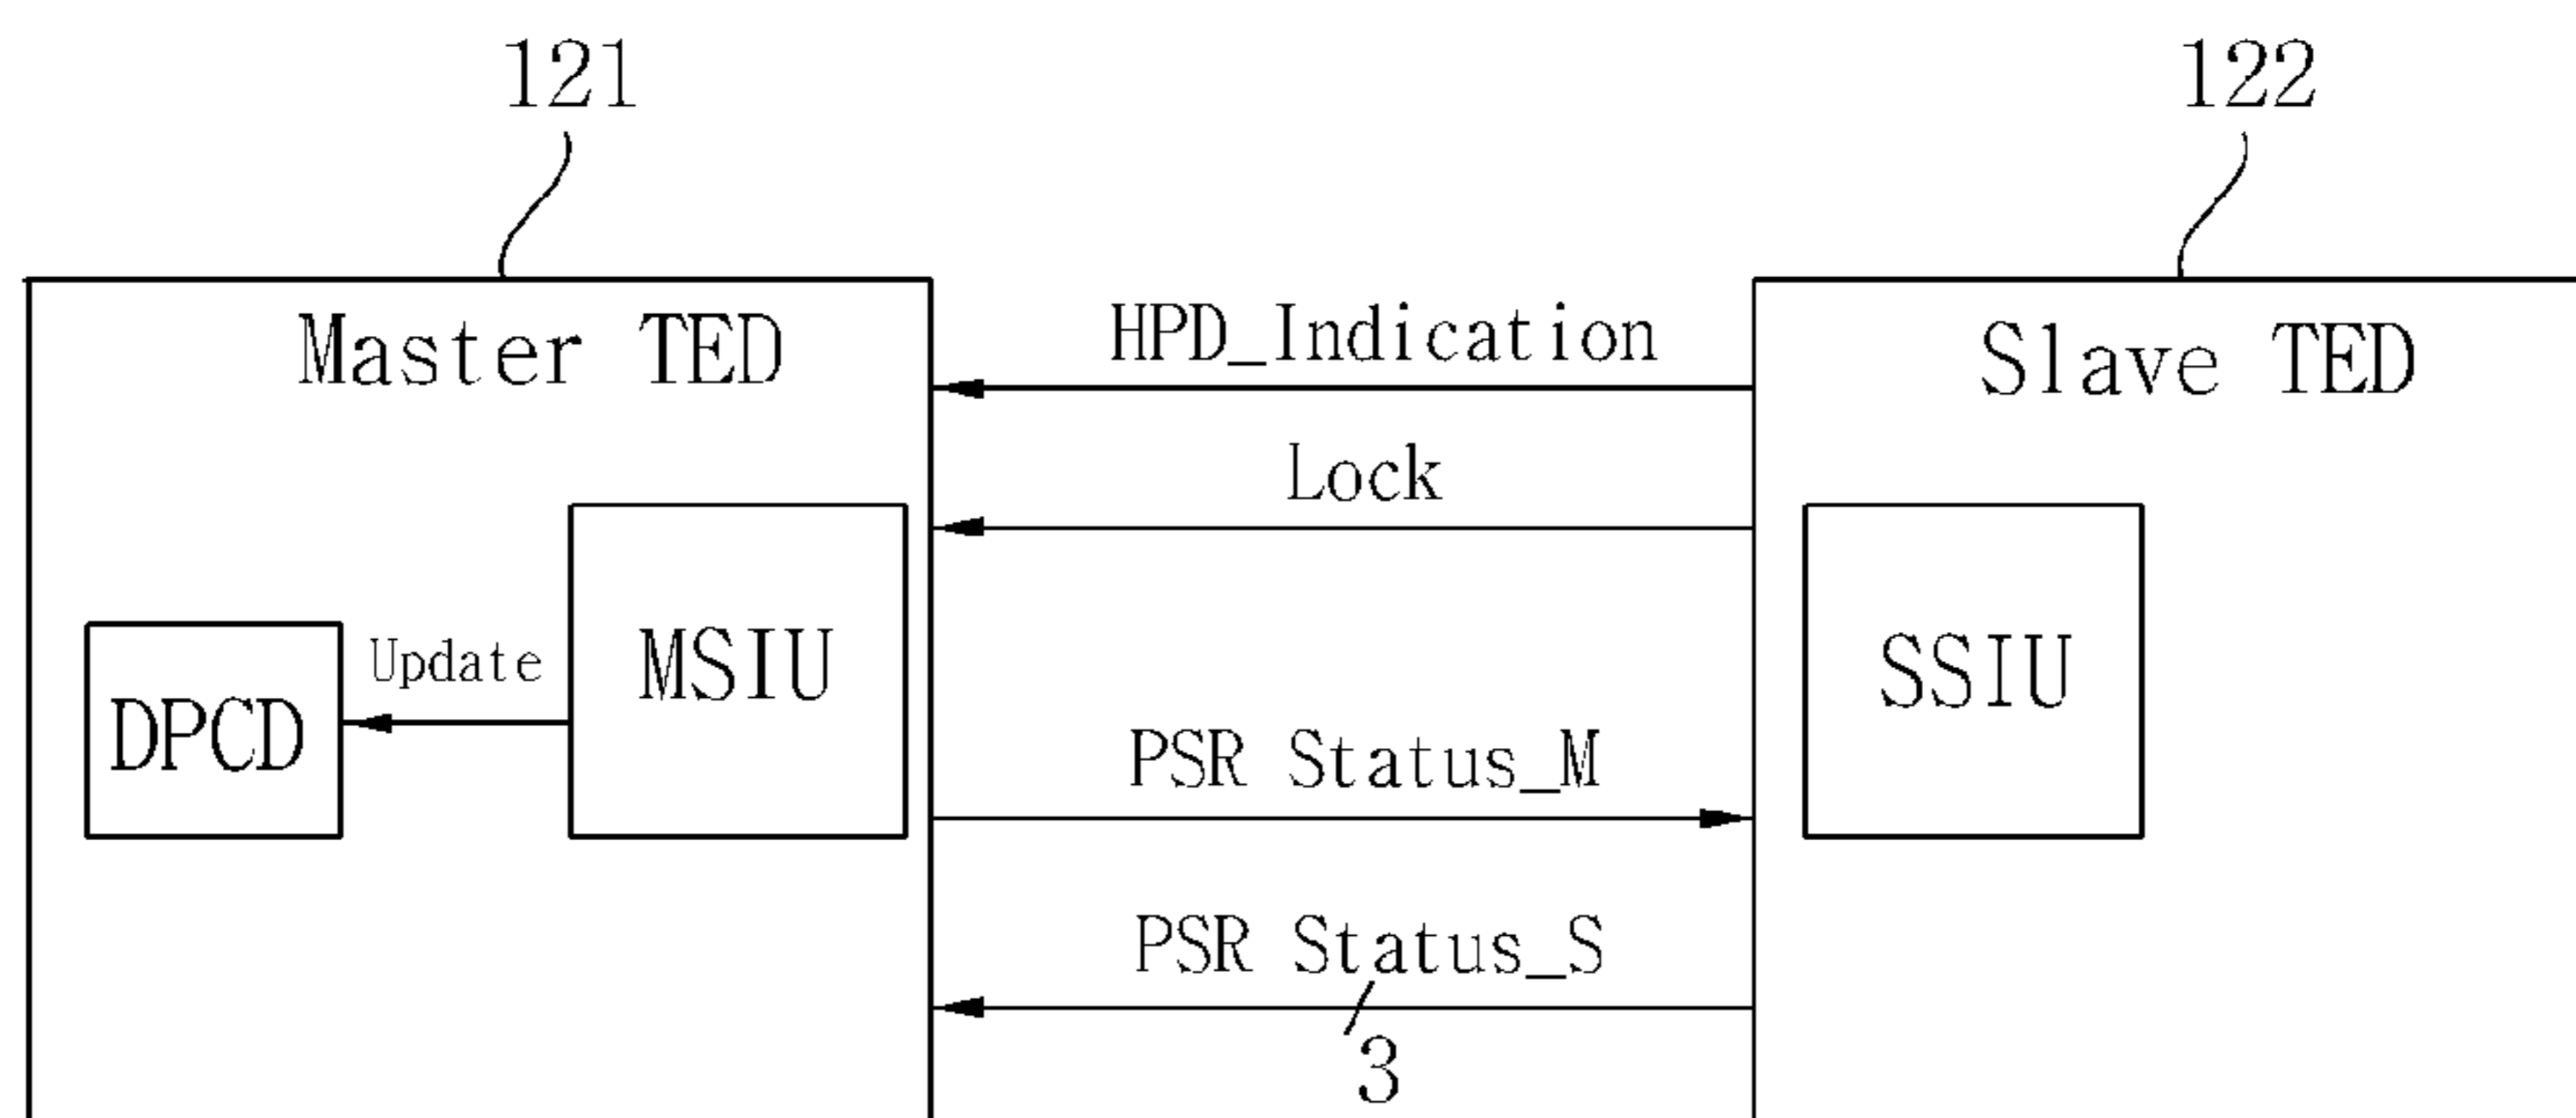 121
122
Master TED
HPD_Indication
Slave TED
Lock
Update
MSIU
SSIU
DPCD
PSR Status_M
PSR Status_S
3